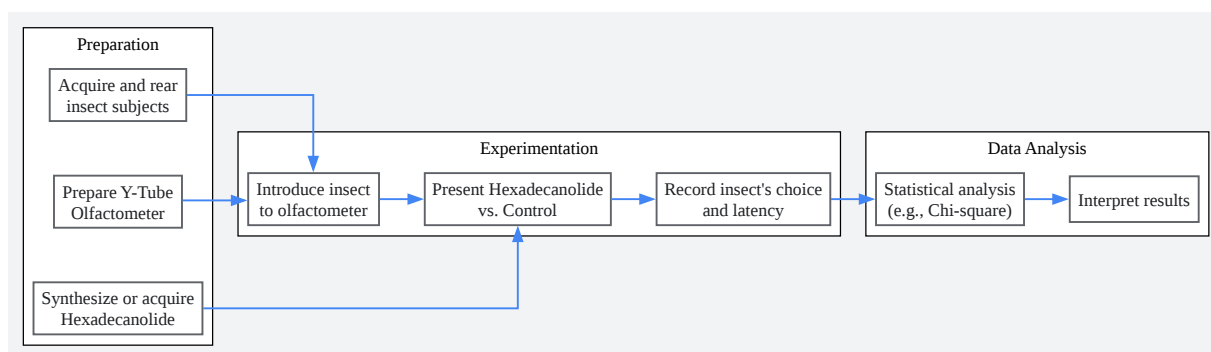 Preparation
Acquire and rear
insect subjects
Prepare Y-Tube
Olfactometer
Synthesize or acquire
Hexadecanolide
Experimentation
Introduce insect
to olfactometer
Present Hexadecanolide
vs. Control
Record insect's choice
and latency
Data Analysis
Statistical analysis
(e.g., Chi-square)
Interpret results